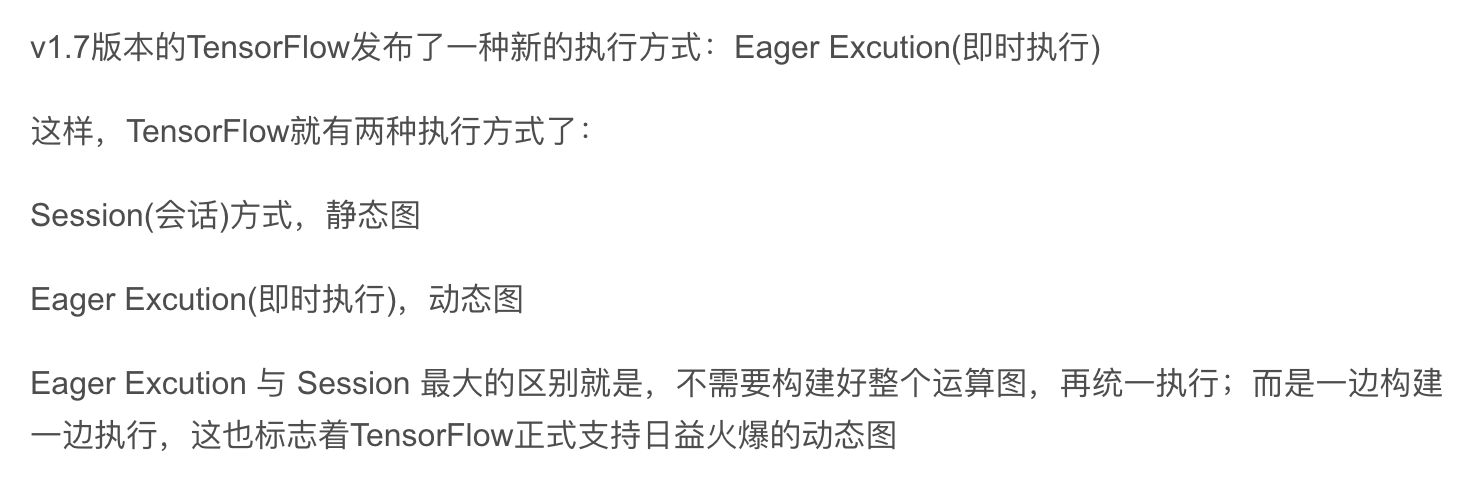 v1.7版本的TensorFlow发布了一种新的执行方式：Eager Excution(即时执行)
这样，TensorFlow就有两种执行方式了：
Session(会话)方式，静态图
Eager Excution(即时执行)，动态图
Eager Excution 与 Session 最大的区别就是，不需要构建好整个运算图，再统一执行；而是一边构建
一边执行，这也标志着TensorFlow正式支持日益火爆的动态图